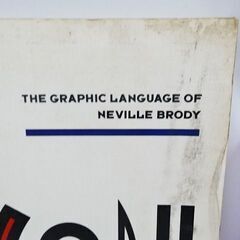 THE GRAPHIC LANGUAGE OF
NEVILLE BRODY